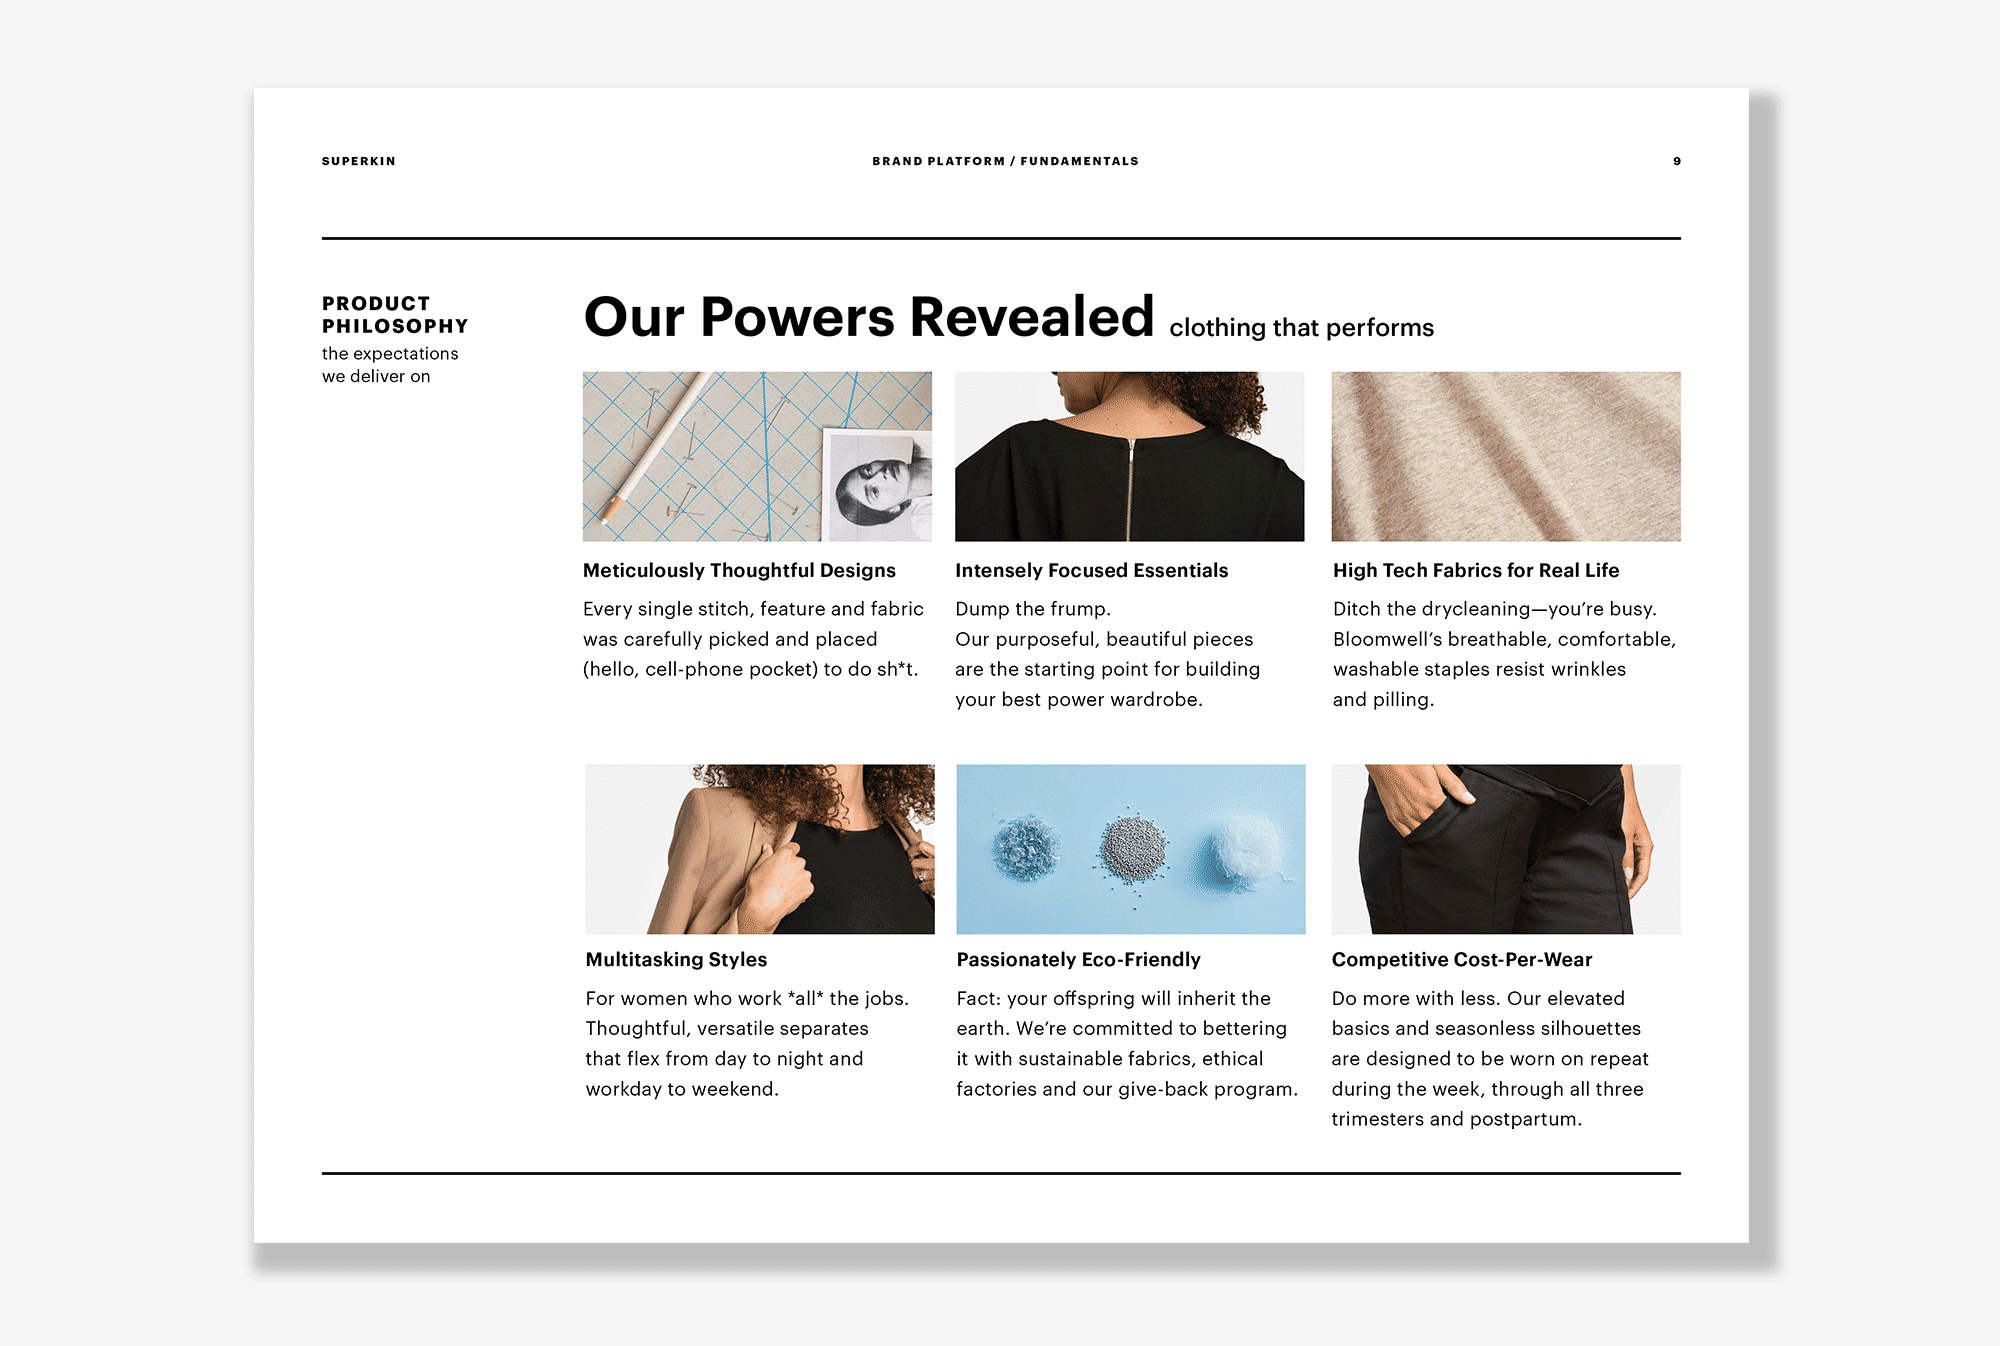 SUPERKIN
BRAND PLATFORM / FUNDAMENTALS
9
PRODUCT
PHILOSOPHY
the expectations
we deliver on
Our Powers Revealed clothing that performs
Meticulously Thoughtful Designs
Every single stitch, feature and fabric
was carefully picked and placed
(hello, cell-phone pocket) to do sh*t.
Intensely Focused Essentials
Dump the frump.
Our purposeful, beautiful pieces
are the starting point for building
your best power wardrobe.
High Tech Fabrics for Real Life
Ditch the drycleaning—you’re busy.
Bloomwell’s breathable, comfortable,
washable staples resist wrinkles
and pilling.
Multitasking Styles
For women who work *all* the jobs.
Thoughtful, versatile separates
that flex from day to night and
workday to weekend.
Passionately Eco-Friendly
Fact: your offspring will inherit the
earth. We’re committed to bettering
it with sustainable fabrics, ethical
factories and our give-back program.
Competitive Cost-Per-Wear
Do more with less. Our elevated
basics and seasonless silhouettes
are designed to be worn on repeat
during the week, through all three
trimesters and postpartum.